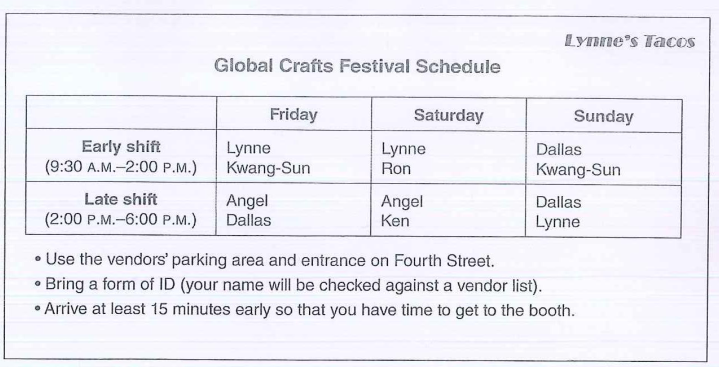 Lynne's Tacos
Global Crafts Festival Schedule
Friday Saturday Sunday
Early shift
(9:30 A.M.–2:00 P.M.)
Lynne
Kwang-Sun
Lynne
Ron
Dallas
Kwang-Sun
Late shift
(2:00 P.M.–6:00 P.M.)
Angel
Dallas
Angel
Ken
Dallas
Lynne
• Use the vendors' parking area and entrance on Fourth Street.
• Bring a form of ID (your name will be checked against a vendor list).
• Arrive at least 15 minutes early so that you have time to get to the booth.